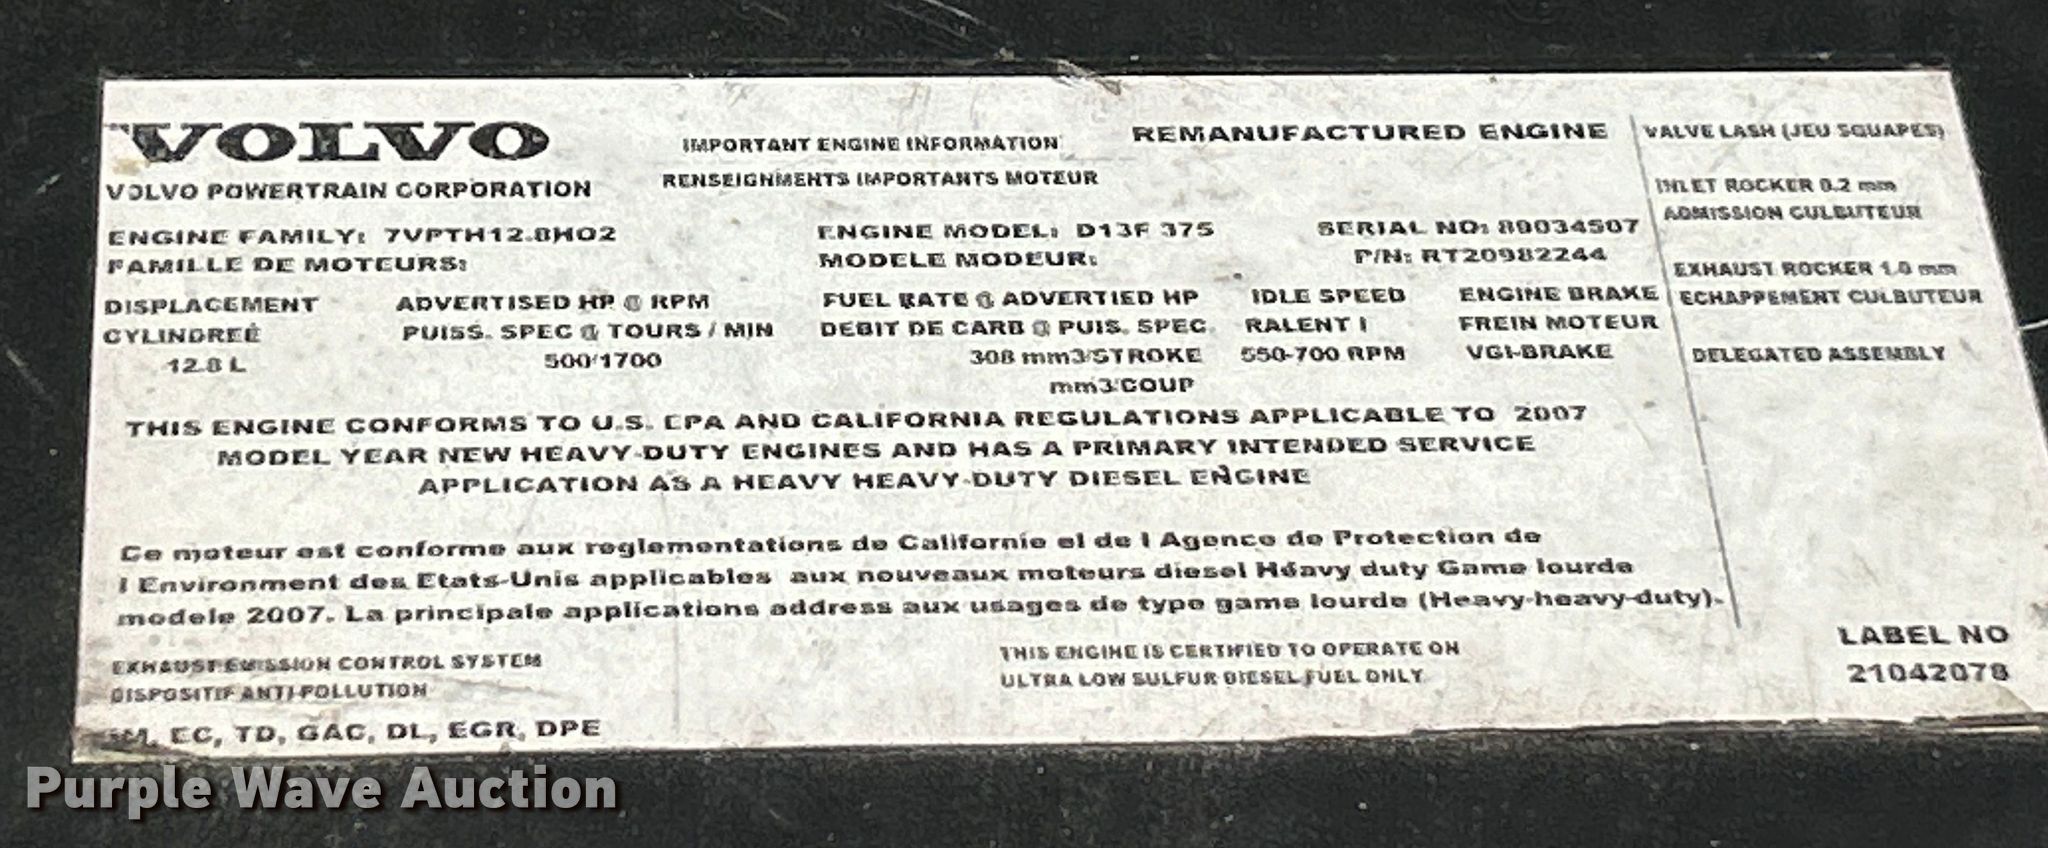 VOLVO
VOLVO POWERTRAIN CORPORATION
IMPORTANT ENGINE INFORMATION
RENSEIGNMENTS IMPORTANTS MOTEUR
REMANUFACTURED ENGINE
ENGINE FAMILY: 7VPTH12.8HO2
FAMILLE DE MOTEURS:
ENGINE MODEL: D13F 375
MODELE MODEUR:
SERIAL NO: 80034507
P/N: RT20982244
DISPLACEMENT
CYLINDREÉ
12.8 L
ADVERTISED HP @ RPM
PUISS. SPEC @ TOURS / MIN
500/1700
FUEL RATE @ ADVERTIED HP
DEBIT DE CARB @ PUIS. SPEC.
308 mm3/STROKE
mm3/COUP
IDLE SPEED
RALENT I
550-700 RPM
ENGINE BRAKE
FREIN MOTEUR
VGI-BRAKE
VALVE LASH (JEU SQUAPES)
INLET ROCKER 0.2 mm
ADMISSION CULBUTEUR
EXHAUST ROCKER 1.0 mm
ECHAPPEMENT CULBUTEUR
DELEGATED ASSEMBLY
THIS ENGINE CONFORMS TO U.S. EPA AND CALIFORNIA REGULATIONS APPLICABLE TO 2007
MODEL YEAR NEW HEAVY-DUTY ENGINES AND HAS A PRIMARY INTENDED SERVICE
APPLICATION AS A HEAVY HEAVY-DUTY DIESEL ENGINE
Ce moteur est conforme aux reglementations de Californie et de l Agence de Protection de
l Environment des Etats-Unis applicables aux nouveaux moteurs diesel Heavy duty Game lourde
modele 2007. La principale applications address aux usages de type game lourde (Heavy-heavy-duty).
EXHAUST EMISSION CONTROL SYSTEM
DISPOSITIF ANTI-POLLUTION
EC, TD, GAC, DL, EGR, DPE
THIS ENGINE IS CERTIFIED TO OPERATE ON
ULTRA LOW SULFUR DIESEL FUEL ONLY
LABEL NO
21042078
Purple Wave Auction